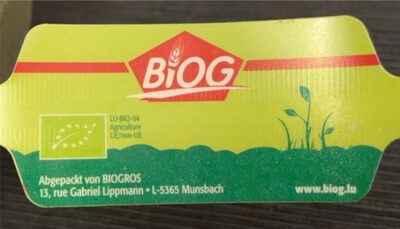 BiOG
LU-BIO-04
Agriculture
UE/non-UE
Abgepackt von BIOGROS
13, rue Gabriel Lippmann • L-5365 Munsbach
www.biog.lu